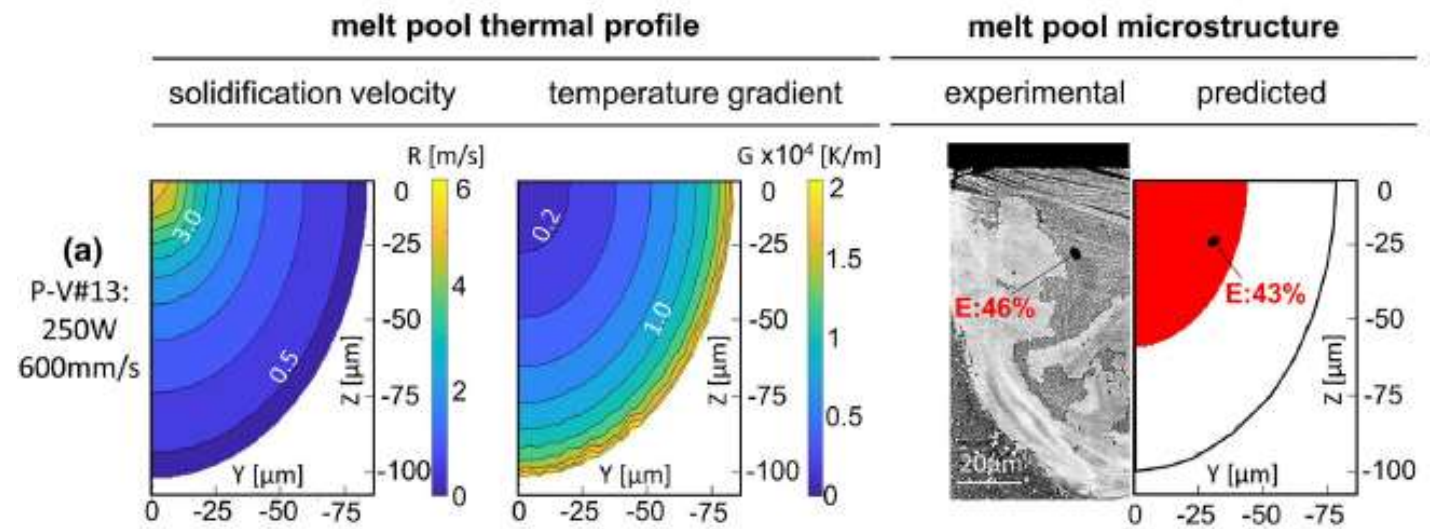 melt pool thermal profile
melt pool microstructure
solidification velocity
temperature gradient
experimental
predicted
(a)
P-V#13:
250W
600mm/s
R [m/s]
6
4
2
0
3.0
0.5
0
-25
-50
-75
-100
Z [µm]
Y [µm]
0 -25 -50 -75
G x10⁴ [K/m]
2
1.5
1
0.5
0
0.2
1.0
0
-25
-50
-75
-100
Z [µm]
Y [µm]
0 -25 -50 -75
E:46%
20µm
E:43%
0
-25
-50
-75
-100
Z [µm]
Y [µm]
0 -25 -50 -75